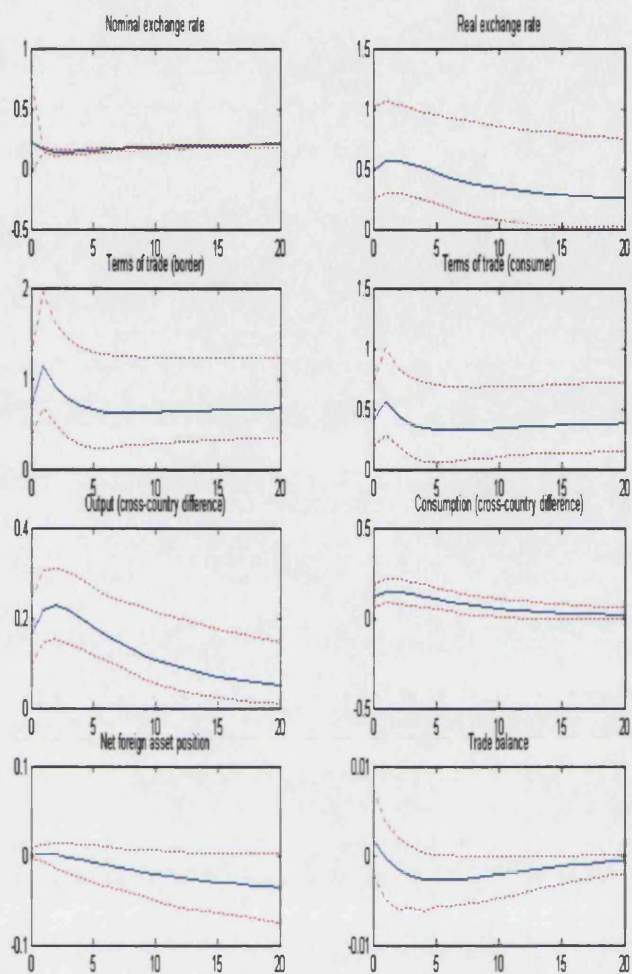 Nominal exchange rate
Real exchange rate
1
0.5
0
-0.5
0 5 10 15 20
1.5
1
0.5
0
0 5 10 15 20
Terms of trade (border)
Terms of trade (consumer)
2
1
0
0 5 10 15 20
1.5
1
0.5
0
0 5 10 15 20
Output (cross-country difference)
Consumption (cross-country difference)
0.4
0.2
0
0 5 10 15 20
0.5
0
-0.5
0 5 10 15 20
Net foreign asset position
Trade balance
0.1
0
-0.1
0 5 10 15 20
0.01
0
-0.01
0 5 10 15 20